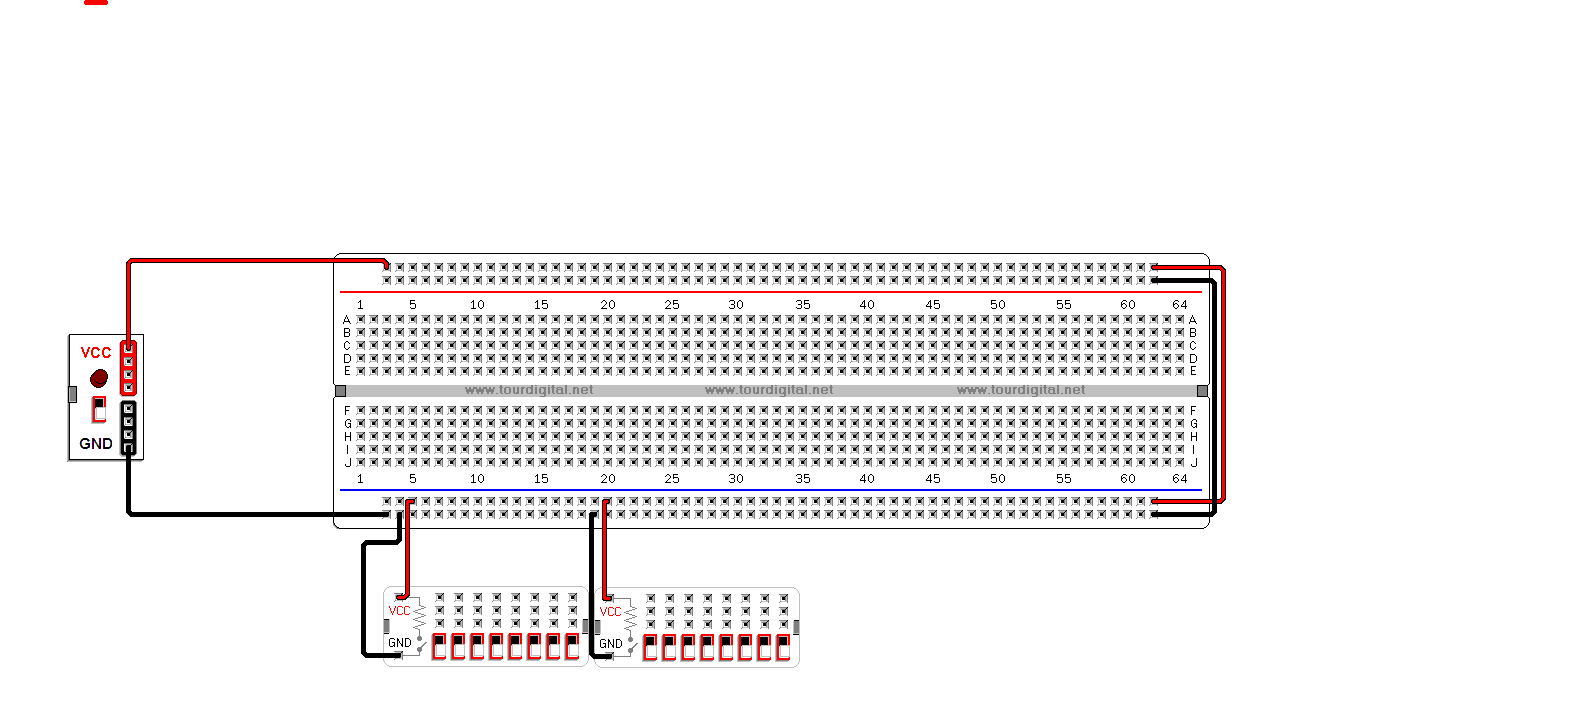 1 5 10 15 20 25 30 35 40 45 50 55 60 64
A A
B B
C C
D D
E E
www.tourdigital.net www.tourdigital.net www.tourdigital.net
F F
G G
H H
I I
J J
1 5 10 15 20 25 30 35 40 45 50 55 60 64
VCC
GND
VCC VCC
GND GND